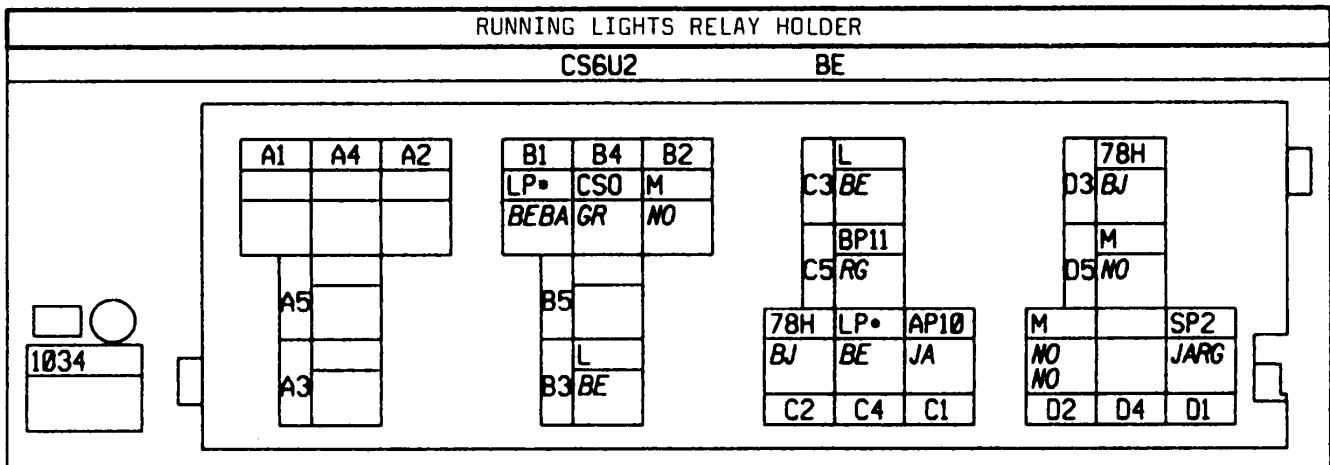 RUNNING LIGHTS RELAY HOLDER
CS6U2 BE
A1 A4 A2
A5
A3
B1 B4 B2
LP• CS0 M
BEBA GR NO
B5
B3 L
BE
C3 L
BE
C5 BP11
RG
78H LP• AP10
BJ BE JA
C2 C4 C1
D3 78H
BJ
D5 M
NO
M SP2
NO JARG
NO
D2 D4 D1
1034